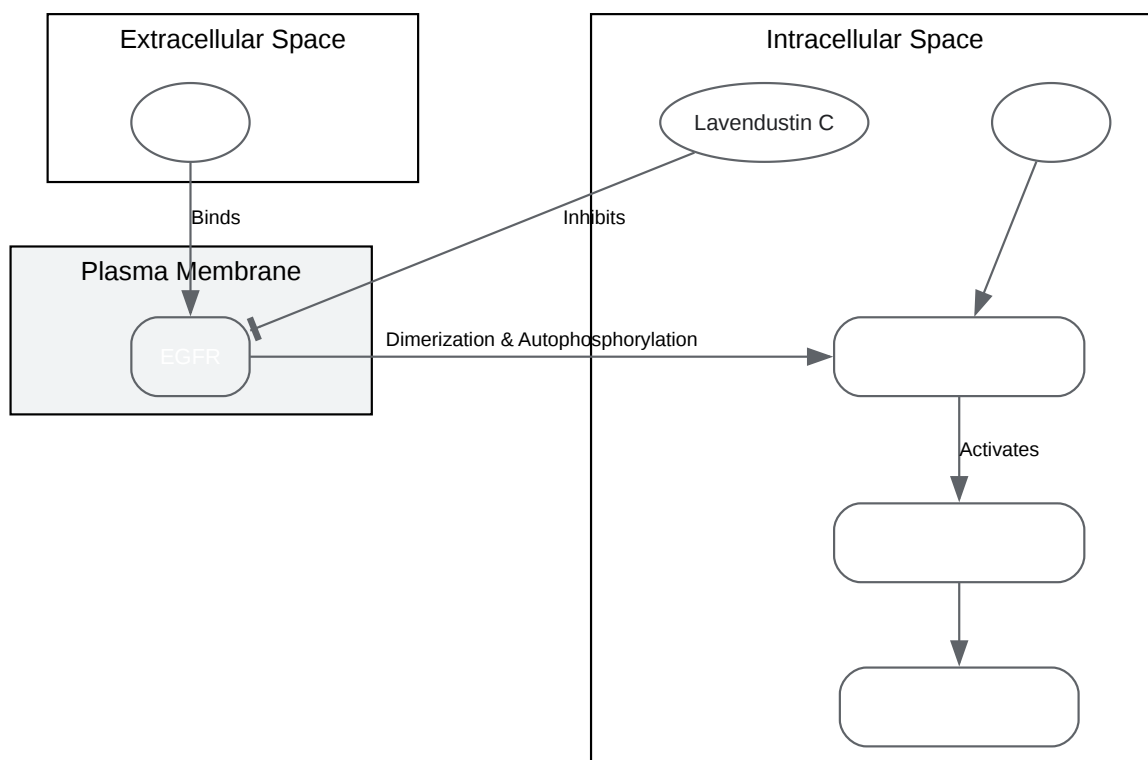 Extracellular Space
Intracellular Space
Lavendustin C
Binds
Inhibits
Plasma Membrane
EGFR
Dimerization & Autophosphorylation
Activates